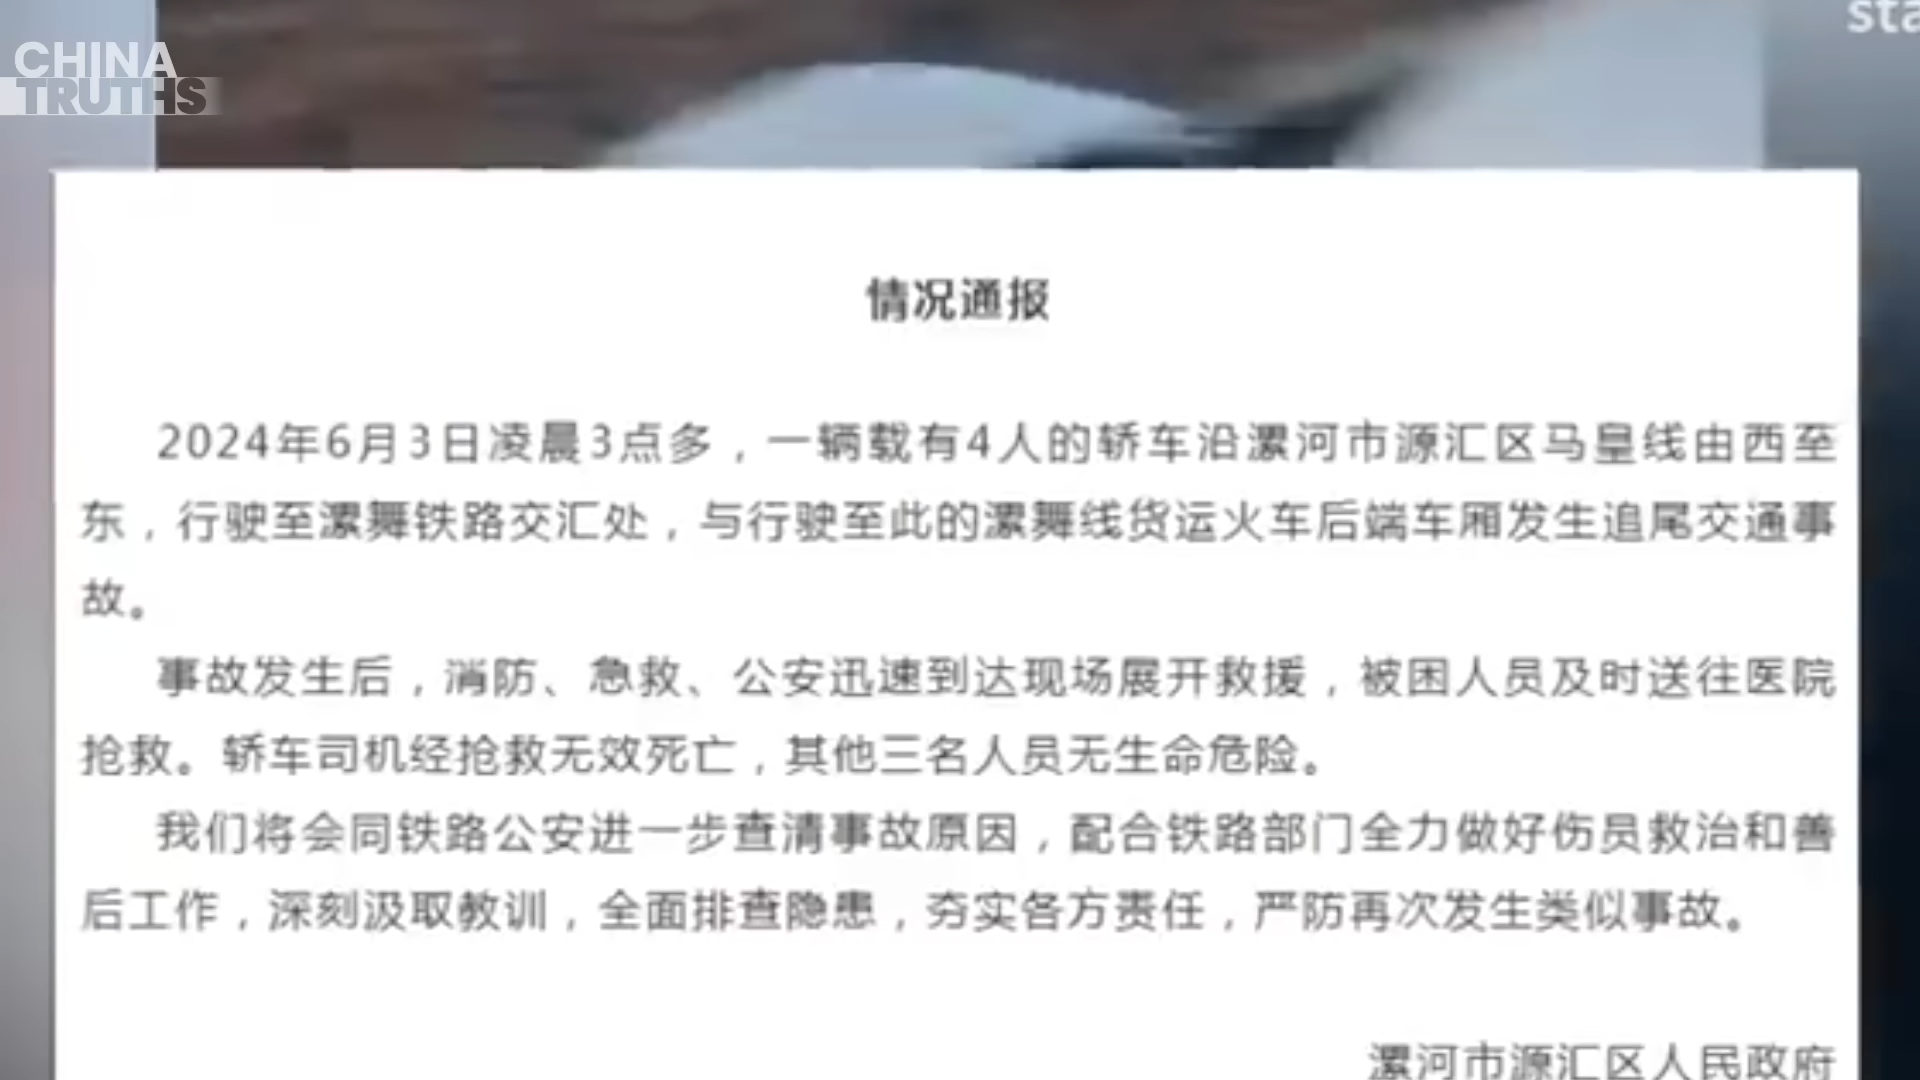 CHINA
TRUTHS
sta
情况通报
2024年6月3日凌晨3点多，一辆载有4人的轿车沿漯河市源汇区马皇线由西至
东，行驶至漯舞铁路交汇处，与行驶至此的漯舞线货运火车后端车厢发生追尾交通事
故。
事故发生后，消防、急救、公安迅速到达现场展开救援，被困人员及时送往医院
抢救。轿车司机经抢救无效死亡，其他三名人员无生命危险。
我们将会同铁路公安进一步查清事故原因，配合铁路部门全力做好伤员救治和善
后工作，深刻汲取教训，全面排查隐患，夯实各方责任，严防再次发生类似事故。
漯河市源汇区人民政府